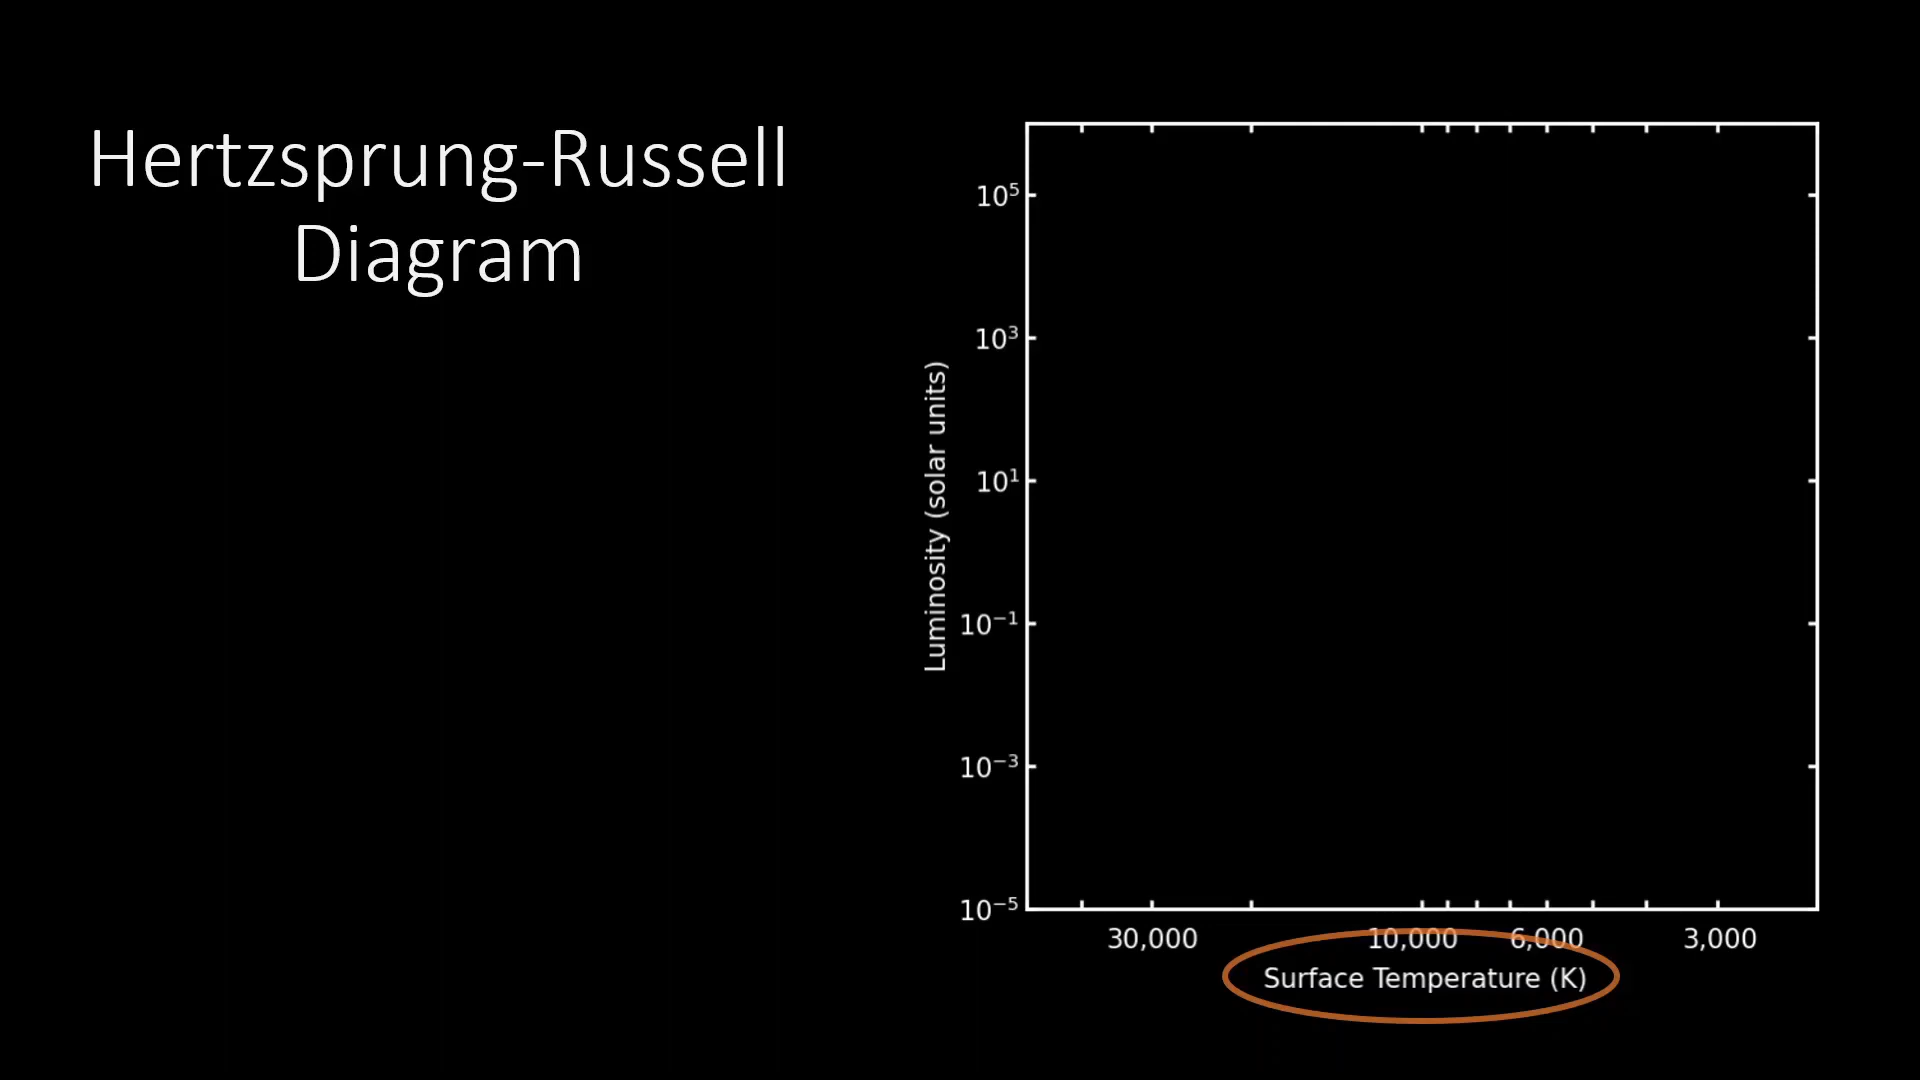 Hertzsprung-Russell
Diagram
Luminosity (solar units)
10⁵
10³
10¹
10⁻¹
10⁻³
10⁻⁵
30,000 10,000 6,000 3,000
Surface Temperature (K)